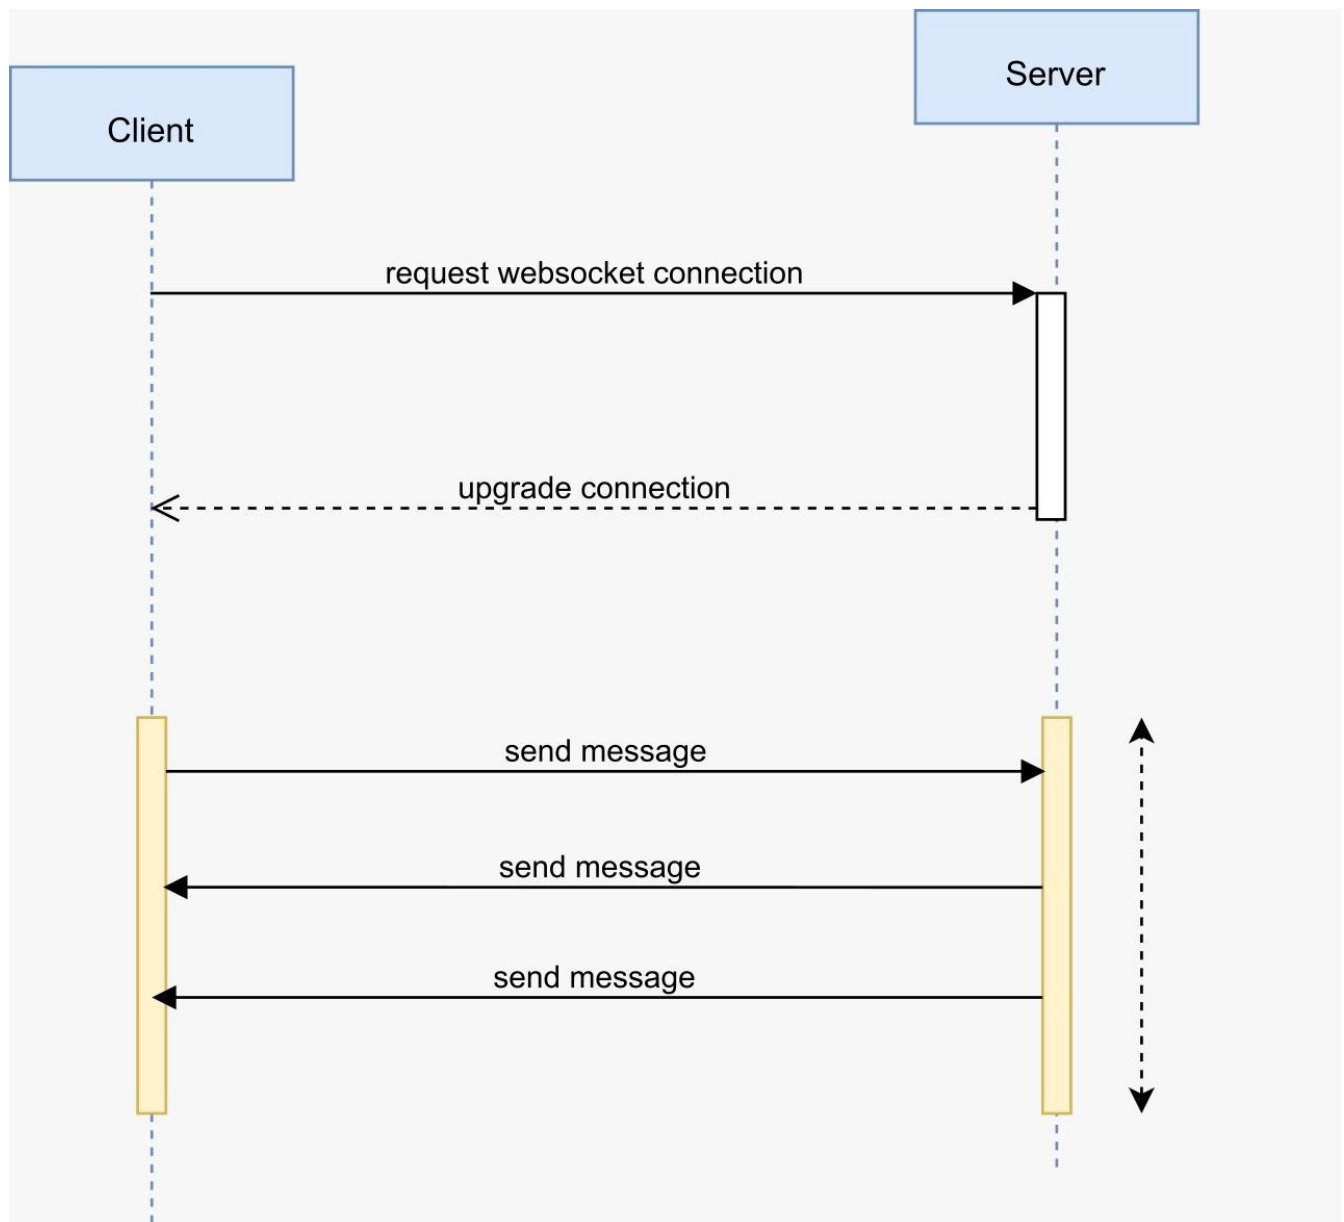 Server
Client
request websocket connection
upgrade connection
send message
send message
send message